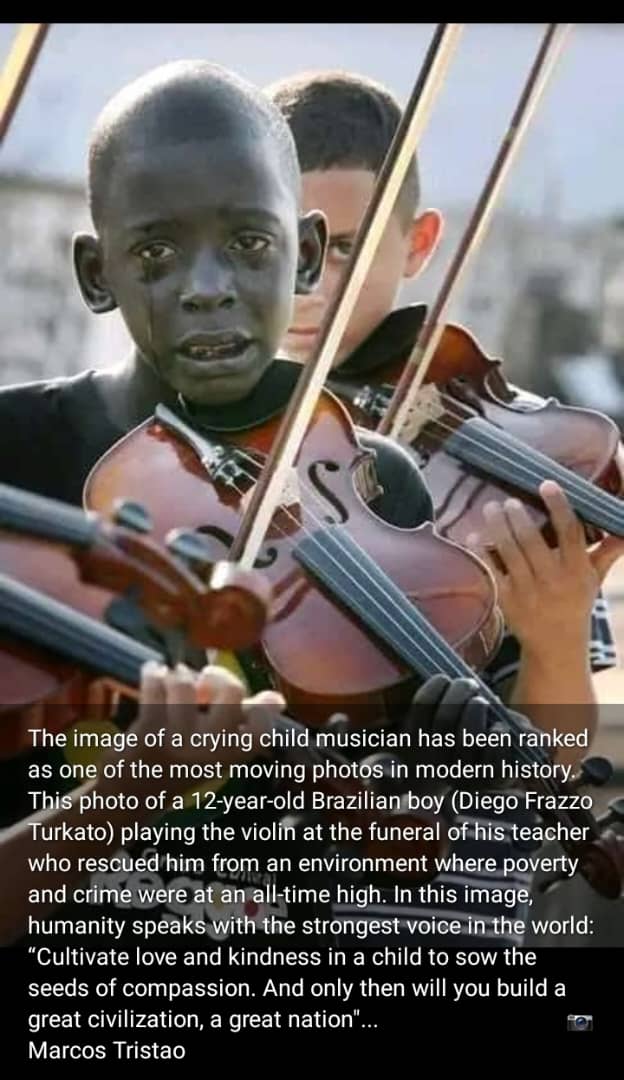 The image of a crying child musician has been ranked
as one of the most moving photos in modern history.
This photo of a 12-year-old Brazilian boy (Diego Frazzo
Turkato) playing the violin at the funeral of his teacher
who rescued him from an environment where poverty
and crime were at an all-time high. In this image,
humanity speaks with the strongest voice in the world:
“Cultivate love and kindness in a child to sow the
seeds of compassion. And only then will you build a
great civilization, a great nation"...
Marcos Tristao